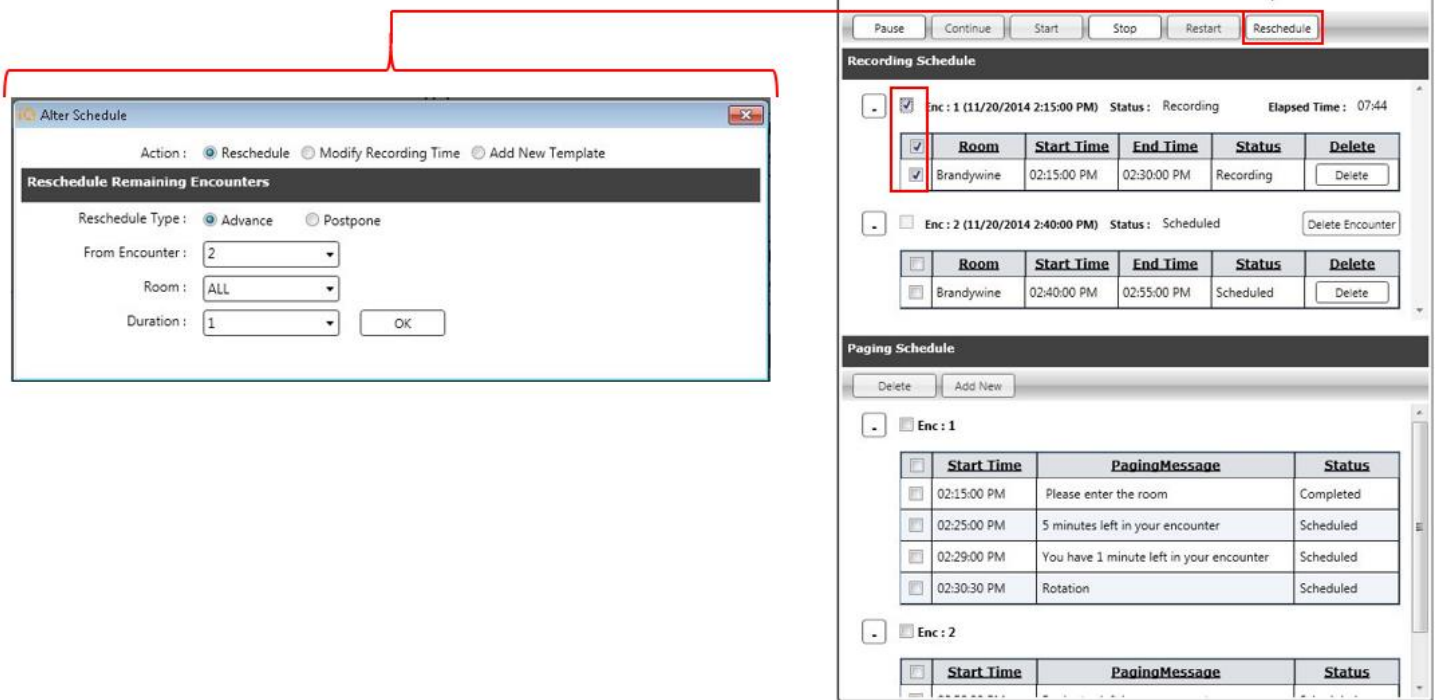 Alter Schedule
Action : Reschedule Modify Recording Time Add New Template
Reschedule Remaining Encounters
Reschedule Type : Advance Postpone
From Encounter : 2
Room : ALL
Duration : 1 OK
Pause Continue Start Stop Restart Reschedule
Recording Schedule
- Enc : 1 (11/20/2014 2:15:00 PM) Status : Recording Elapsed Time : 07:44
Room Start Time End Time Status Delete
Brandywine 02:15:00 PM 02:30:00 PM Recording Delete
- Enc : 2 (11/20/2014 2:40:00 PM) Status : Scheduled Delete Encounter
Room Start Time End Time Status Delete
Brandywine 02:40:00 PM 02:55:00 PM Scheduled Delete
Paging Schedule
Delete Add New
- Enc : 1
Start Time PagingMessage Status
02:15:00 PM Please enter the room Completed
02:25:00 PM 5 minutes left in your encounter Scheduled
02:29:00 PM You have 1 minute left in your encounter Scheduled
02:30:30 PM Rotation Scheduled
- Enc : 2
Start Time PagingMessage Status